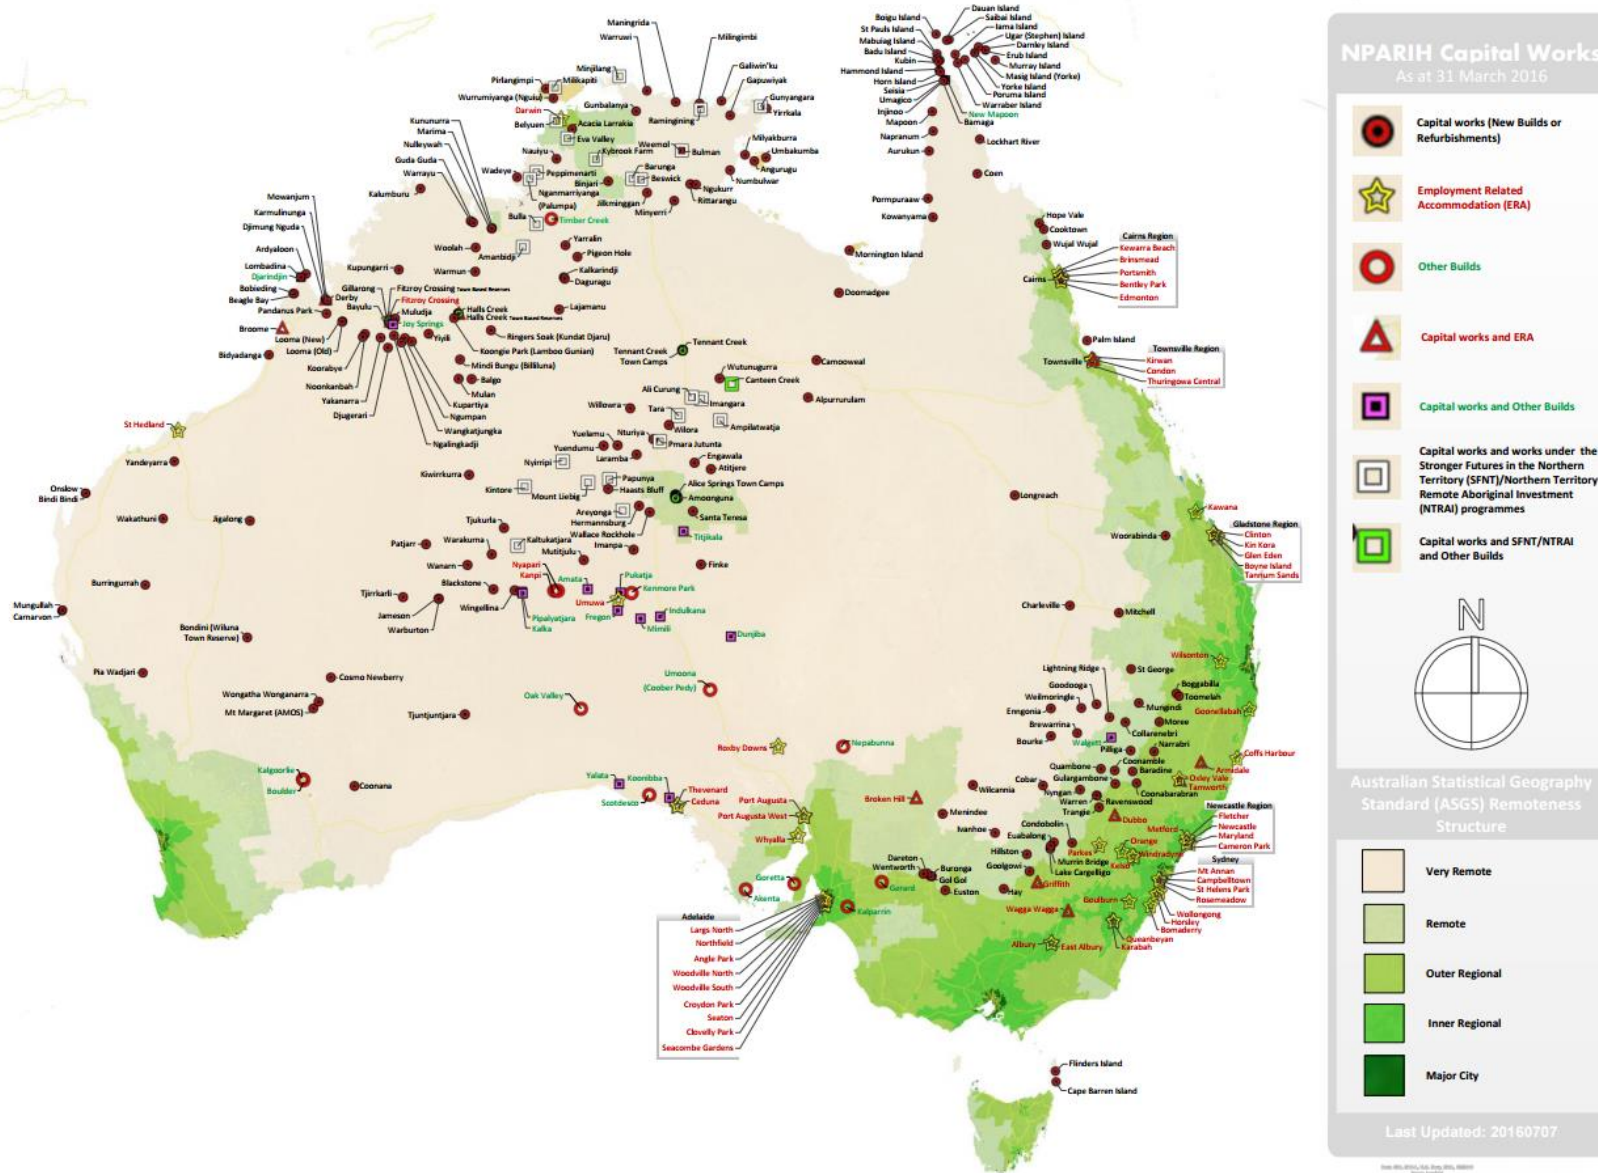 Maningrida
Warruwi
Milingimbi
Minjilang
Pirlangimpi
Milikapiti
Galiwin'ku
Gapuwiyak
Wurrumiyanga (Nguiu)
Gunbalanya
Gunyangara
Yirrkala
Darwin
Ramingining
Belyuen
Acacia Larrakia
Eva Valley
Weemol
Bulman
Milyakburra
Umbakumba
Nauiyu
Kybrook Farm
Angurugu
Wadeye
Peppimenarti
Barunga
Beswick
Numbulwar
Binjari
Nganmarriyanga
(Palumpa)
Jilkminggan
Ngukurr
Rittarangu
Minyerri
Bulla
Timber Creek
Amanbidji
Yarralin
Pigeon Hole
Kalkarindji
Daguragu
Lajamanu
Dauan Island
Boigu Island
Saibai Island
St Pauls Island
Iama Island
Mabuiag Island
Ugar (Stephen) Island
Badu Island
Darnley Island
Kubin
Erub Island
Hammond Island
Murray Island
Horn Island
Masig Island (Yorke)
Seisia
Yorke Island
Umagico
Poruma Island
Injinoo
Warraber Island
Mapoon
New Mapoon
Bamaga
Napranum
Lockhart River
Aurukun
Coen
Pormpuraaw
Kowanyama
Hope Vale
Cooktown
Wujal Wujal
Mornington Island
Doomadgee
Cairns
Cairns Region
Kewarra Beach
Brinsmead
Portsmith
Bentley Park
Edmonton
Palm Island
Townsville
Townsville Region
Kirwan
Condon
Thuringowa Central
Kununurra
Marima
Nulleywah
Guda Guda
Warrayu
Kalumburu
Mowanjum
Karmulinunga
Djimung Nguda
Ardyaloon
Lombadina
Djarindjin
Bobieding
Beagle Bay
Pandanus Park
Broome
Bidyadanga
Woolah
Warmun
Kupungarri
Gillarong
Fitzroy Crossing Town Based Reserves
Derby
Bayulu
Fitzroy Crossing
Muludja
Joy Springs
Halls Creek
Halls Creek Town Based Reserves
Yiyili
Ringers Soak (Kundat Djaru)
Koongie Park (Lamboo Gunian)
Mindi Bungu (Billiluna)
Balgo
Mulan
Looma (New)
Looma (Old)
Koorabye
Noonkanbah
Yakanarra
Djugerari
Kupartiya
Ngumpan
Wangkatjungka
Ngalingkadji
St Hedland
Yandeyarra
Onslow
Bindi Bindi
Wakathuni
Jigalong
Kiwirrkurra
Patjarr
Warakurna
Tjukurla
Wanarn
Blackstone
Burringurrah
Mungullah
Carnarvon
Tjirrkarli
Jameson
Warburton
Wingellina
Bondini (Wiluna
Town Reserve)
Pia Wadjari
Cosmo Newberry
Wongatha Wonganarra
Mt Margaret (AMOS)
Tjuntjuntjara
Kalgoorlie
Boulder
Coonana
Tennant Creek
Tennant Creek
Town Camps
Wutunugurra
Canteen Creek
Camooweal
Alpurrurulam
Ali Curung
Imangara
Willowra
Tara
Ampilatwatja
Wilora
Yuelamu
Nturiya
Pmara Jutunta
Yuendumu
Laramba
Engawala
Atitjere
Nyirripi
Papunya
Haasts Bluff
Alice Springs Town Camps
Amoonguna
Kintore
Mount Liebig
Areyonga
Hermannsburg
Santa Teresa
Wallace Rockhole
Titjikala
Kaltukatjara
Mutitjulu
Imanpa
Finke
Nyapari
Kanpi
Amata
Pukatja
Kenmore Park
Umuwa
Fregon
Indulkana
Mimili
Pipalyatjara
Kalka
Dunjiba
Umoona
(Coober Pedy)
Oak Valley
Roxby Downs
Nepabunna
Yalata
Koonibba
Scotdesco
Thevenard
Ceduna
Port Augusta
Port Augusta West
Whyalla
Goretta
Akenta
Gerard
Kalparrin
Adelaide
Largs North
Northfield
Angle Park
Woodville North
Woodville South
Croydon Park
Seaton
Clovelly Park
Seacombe Gardens
Longreach
Woorabinda
Kawana
Gladstone Region
Clinton
Kin Kora
Glen Eden
Boyne Island
Tannum Sands
Charleville
Mitchell
Wilsonton
St George
Lightning Ridge
Goodooga
Weilmoringle
Enngonia
Brewarrina
Bourke
Boggabilla
Toomelah
Mungindi
Goonellabah
Moree
Collarenebri
Walgett
Narrabri
Pilliga
Coffs Harbour
Coonamble
Quambone
Baradine
Armidale
Gulargambone
Oxley Vale
Tamworth
Cobar
Nyngan
Coonabarabran
Wilcannia
Broken Hill
Menindee
Warren
Ravenswood
Trangie
Dubbo
Ivanhoe
Condobolin
Euabalong
Hillston
Goolgowi
Murrin Bridge
Lake Cargelligo
Parkes
Orange
Kelso
Windradyne
Metford
Newcastle Region
Fletcher
Newcastle
Maryland
Cameron Park
Sydney
Mt Annan
Campbelltown
St Helens Park
Rosemeadow
Wollongong
Horsley
Bomaderry
Goulburn
Queanbeyan
Karabah
Dareton
Wentworth
Buronga
Gol Gol
Euston
Hay
Griffith
Wagga Wagga
Albury
East Albury
Flinders Island
Cape Barren Island
NPARIH Capital Works
As at 31 March 2016
Capital works (New Builds or
Refurbishments)
Employment Related
Accommodation (ERA)
Other Builds
Capital works and ERA
Capital works and Other Builds
Capital works and works under the
Stronger Futures in the Northern
Territory (SFNT)/Northern Territory
Remote Aboriginal Investment
(NTRAI) programmes
Capital works and SFNT/NTRAI
and Other Builds
N
Australian Statistical Geography
Standard (ASGS) Remoteness
Structure
Very Remote
Remote
Outer Regional
Inner Regional
Major City
Last Updated: 20160707